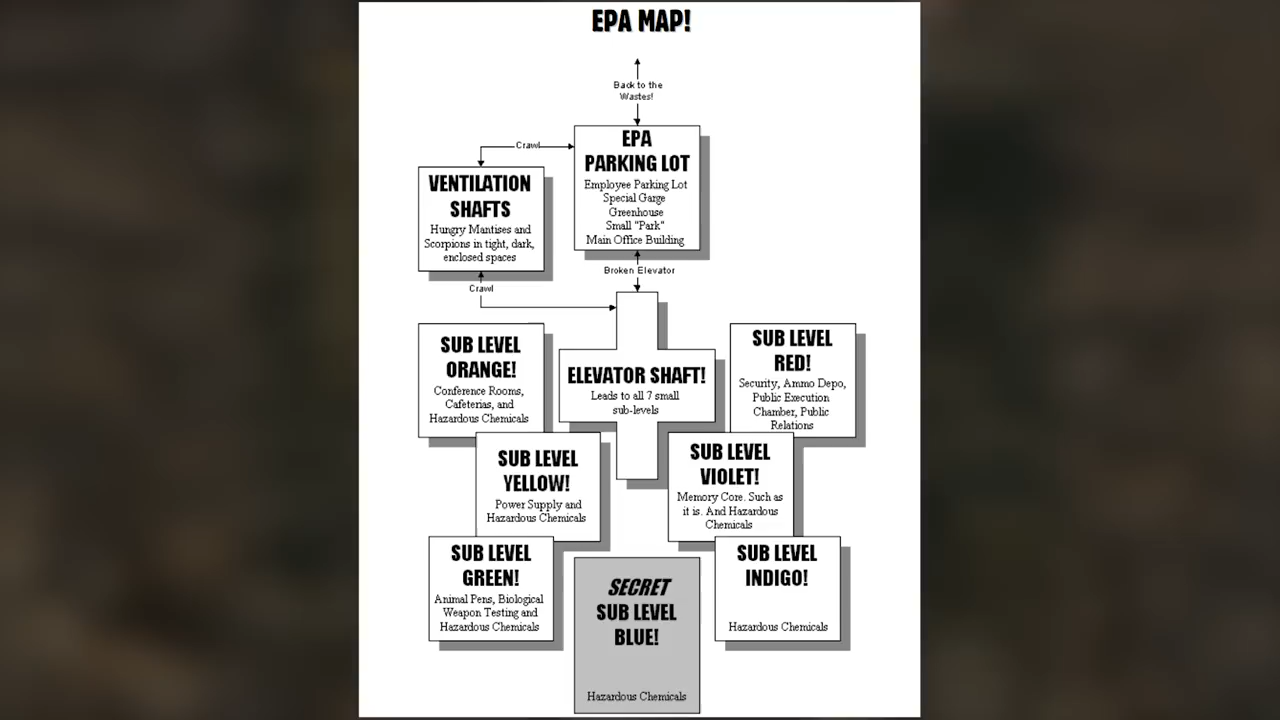 EPA MAP!
Back to the
Wastes!
Crawl
EPA
PARKING LOT
Employee Parking Lot
Special Garge
Greenhouse
Small "Park"
Main Office Building
VENTILATION
SHAFTS
Hungry Mantises and
Scorpions in tight, dark,
enclosed spaces
Broken Elevator
Crawl
SUB LEVEL
ORANGE!
Conference Rooms,
Cafeterias, and
Hazardous Chemicals
ELEVATOR SHAFT!
Leads to all 7 small
sub-levels
SUB LEVEL
RED!
Security, Ammo Depo,
Public Execution
Chamber, Public
Relations
SUB LEVEL
YELLOW!
Power Supply and
Hazardous Chemicals
SUB LEVEL
VIOLET!
Memory Core. Such as
it is. And Hazardous
Chemicals
SUB LEVEL
GREEN!
Animal Pens, Biological
Weapon Testing and
Hazardous Chemicals
SECRET
SUB LEVEL
BLUE!
Hazardous Chemicals
SUB LEVEL
INDIGO!
Hazardous Chemicals